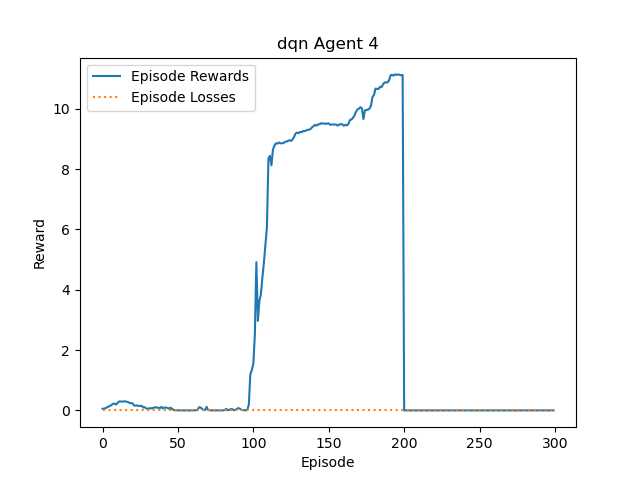 dqn Agent 4
Episode Rewards
Episode Losses
Reward
10
8
6
4
2
0
0 50 100 150 200 250 300
Episode